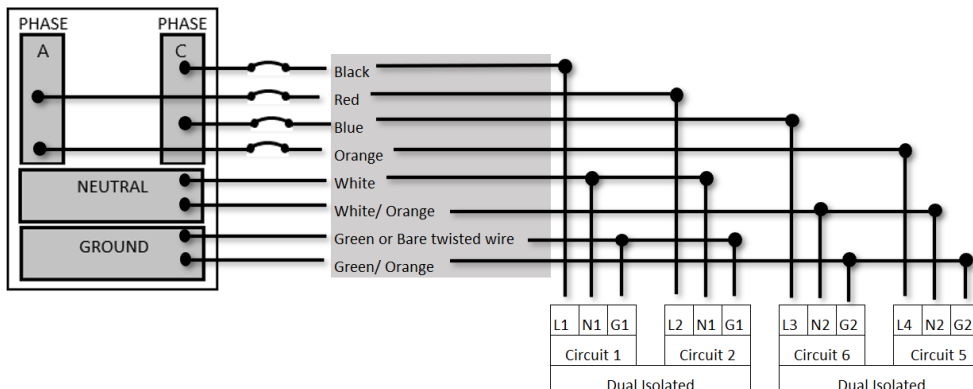 PHASE PHASE
A C
Black
Red
Blue
Orange
NEUTRAL White
White/ Orange
GROUND Green or Bare twisted wire
Green/ Orange
L1 N1 G1 L2 N1 G1 L3 N2 G2 L4 N2 G2
Circuit 1 Circuit 2 Circuit 6 Circuit 5
Dual Isolated Dual Isolated